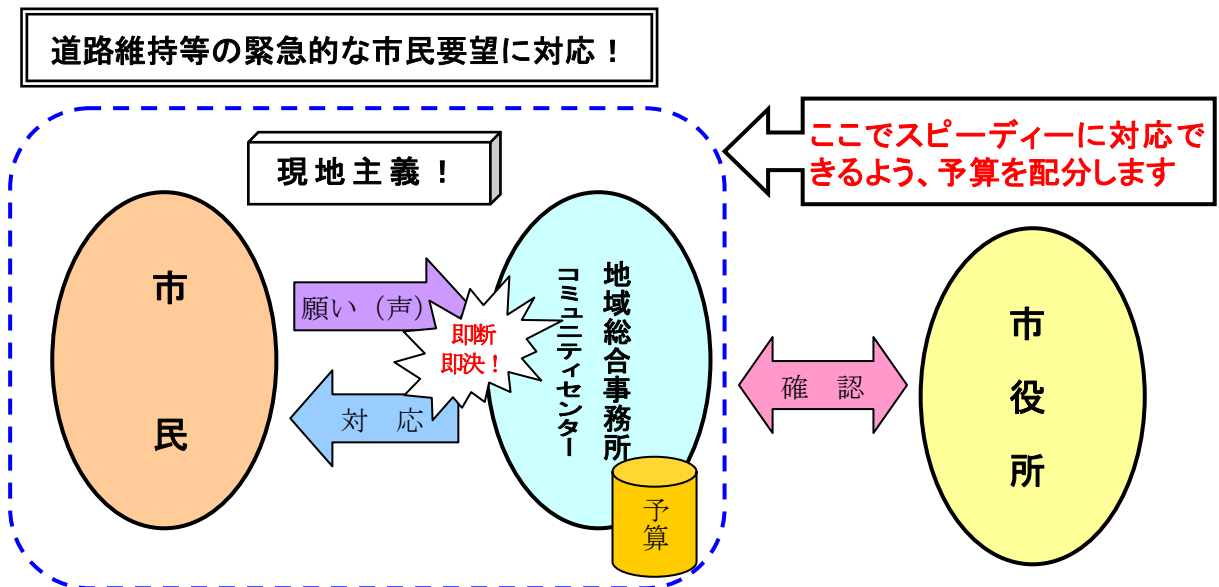 道路維持等の緊急的な市民要望に対応！
ここでスピーディーに対応で
きるよう、予算を配分します
現地主義！
市民
願い（声）
即断
即決！
対　応
地域総合事務所
コミュニティセンター
予
算
確　認
市役所